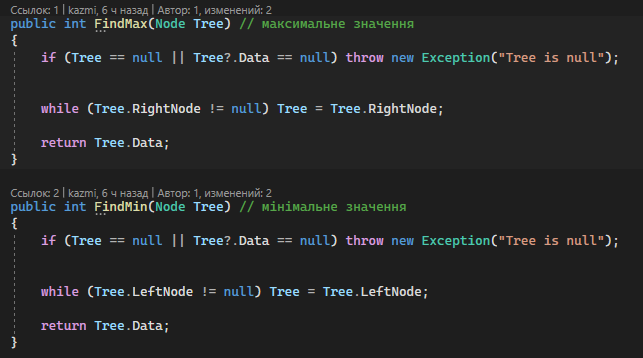 Ссылок: 1 | kazmi, 6 ч назад | Автор: 1, изменений: 2
public int FindMax(Node Tree) // максимальне значення
{
if (Tree == null || Tree?.Data == null) throw new Exception("Tree is null");
while (Tree.RightNode != null) Tree = Tree.RightNode;
return Tree.Data;
}
Ссылок: 2 | kazmi, 6 ч назад | Автор: 1, изменений: 2
public int FindMin(Node Tree) // мінімальне значення
{
if (Tree == null || Tree?.Data == null) throw new Exception("Tree is null");
while (Tree.LeftNode != null) Tree = Tree.LeftNode;
return Tree.Data;
}